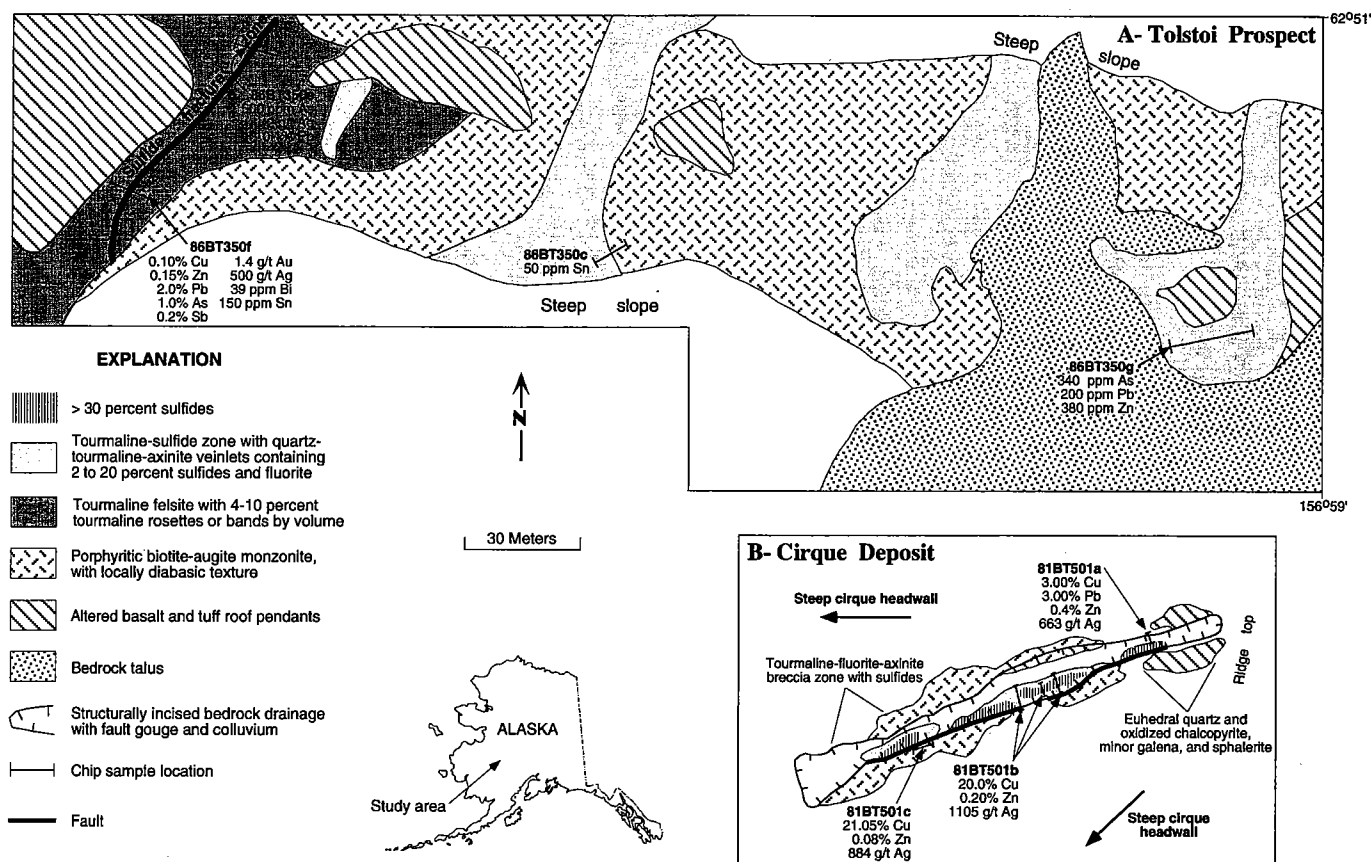 A- Tolstoi Prospect
62°51'
Steep
slope
86BT350f
0.10% Cu 1.4 g/t Au
0.15% Zn 500 g/t Ag
2.0% Pb 39 ppm Bi
1.0% As 150 ppm Sn
0.2% Sb
86BT350c
50 ppm Sn
Steep slope
86BT350g
340 ppm As
200 ppm Pb
380 ppm Zn
156°59'
EXPLANATION
> 30 percent sulfides
Tourmaline-sulfide zone with quartz-
tourmaline-axinite veinlets containing
2 to 20 percent sulfides and fluorite
Tourmaline felsite with 4-10 percent
tourmaline rosettes or bands by volume
Porphyritic biotite-augite monzonite,
with locally diabasic texture
Altered basalt and tuff roof pendants
Bedrock talus
Structurally incised bedrock drainage
with fault gouge and colluvium
Chip sample location
Fault
N
30 Meters
ALASKA
Study area
B- Cirque Deposit
Steep cirque headwall
81BT501a
3.00% Cu
3.00% Pb
0.4% Zn
663 g/t Ag
Ridge top
Tourmaline-fluorite-axinite
breccia zone with sulfides
Euhedral quartz and
oxidized chalcopyrite,
minor galena, and sphalerite
81BT501b
20.0% Cu
0.20% Zn
1105 g/t Ag
81BT501c
21.05% Cu
0.08% Zn
884 g/t Ag
Steep cirque
headwall